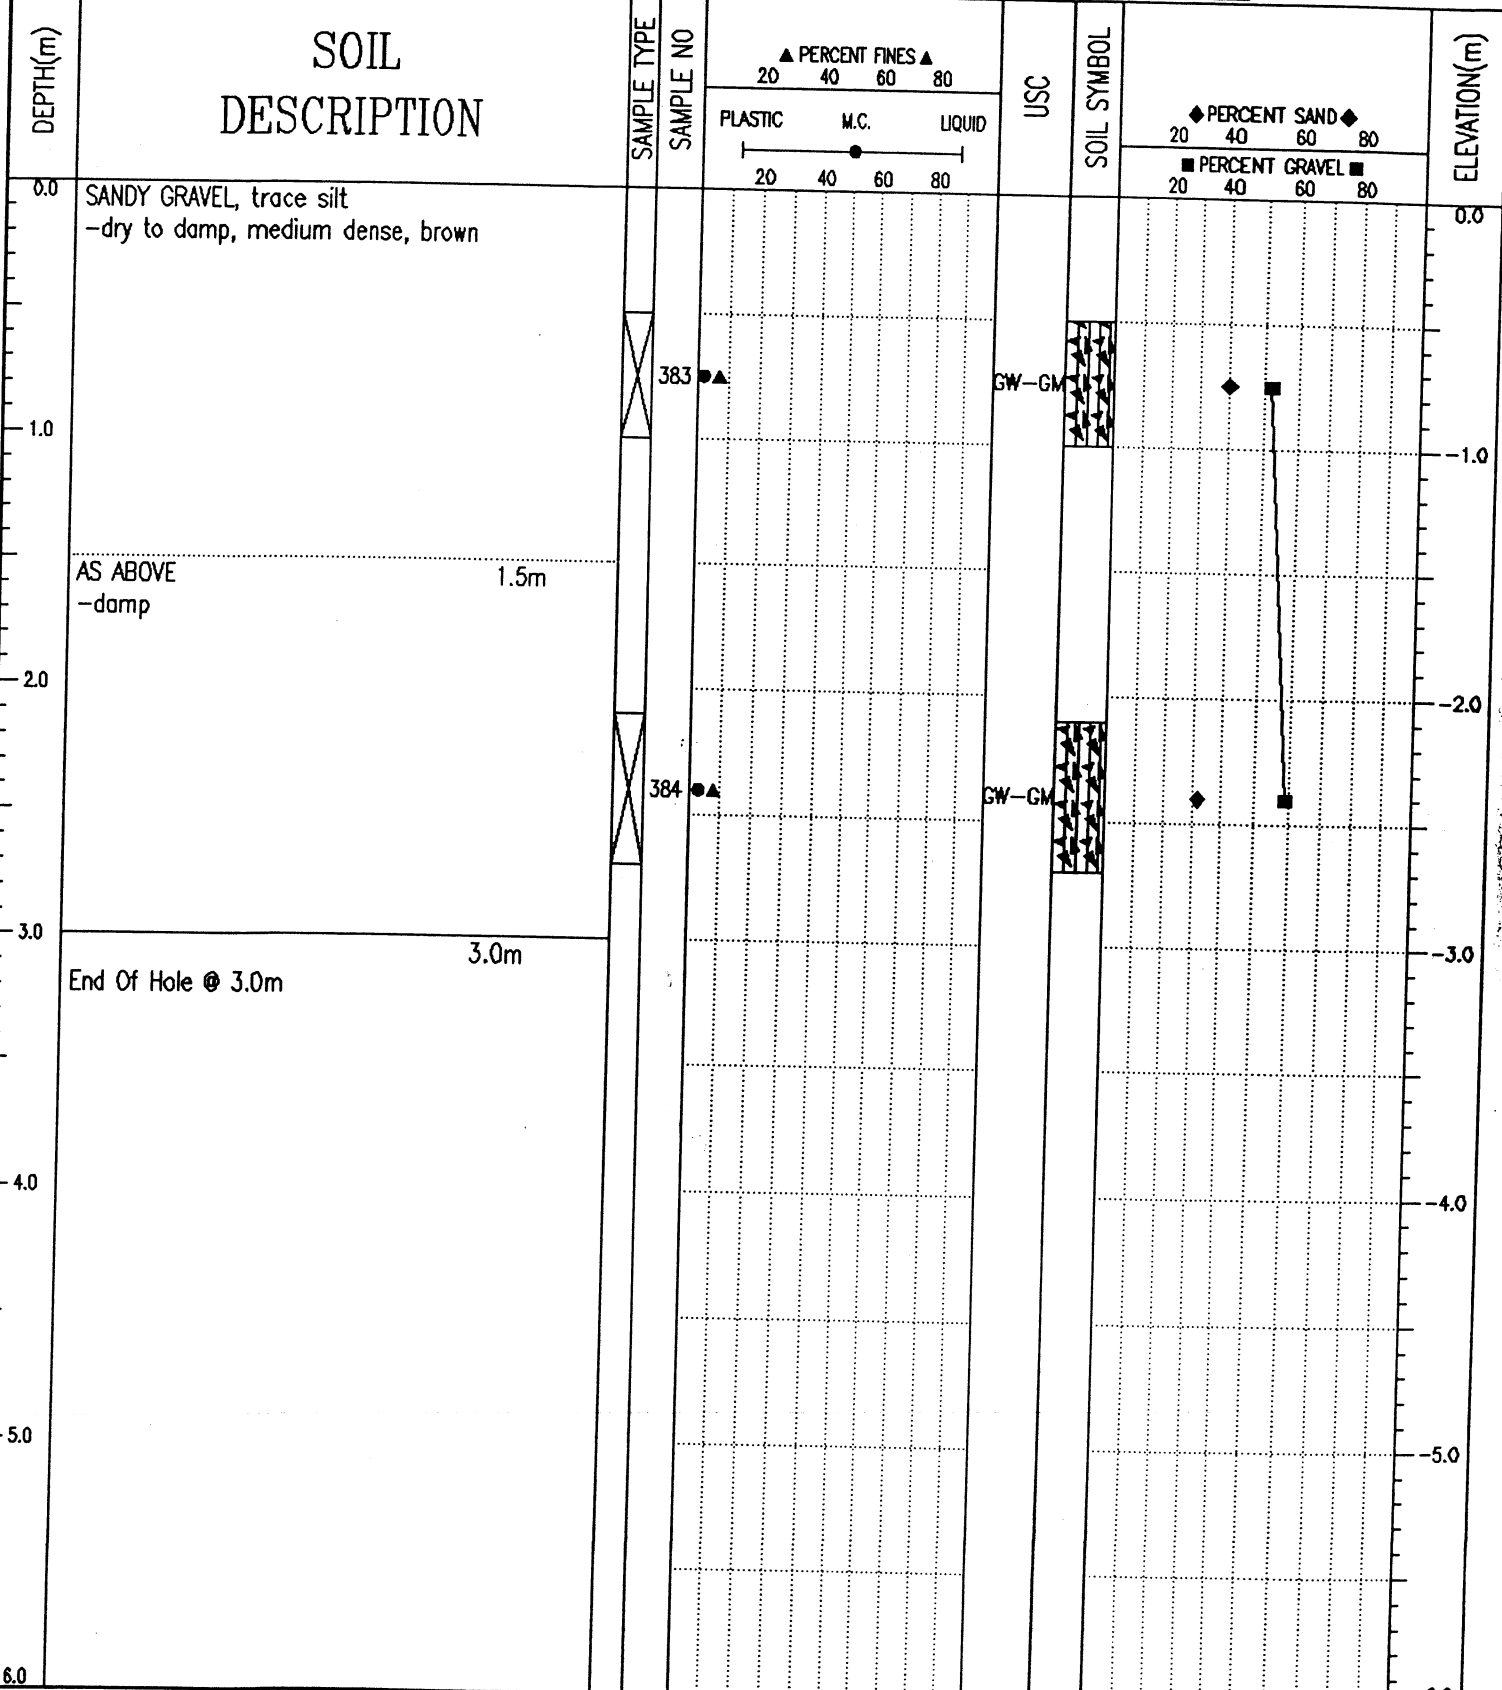 DEPTH(m)
SOIL
DESCRIPTION
SAMPLE TYPE
SAMPLE NO
▲ PERCENT FINES ▲
20 40 60 80
PLASTIC M.C. LIQUID
20 40 60 80
USC
SOIL SYMBOL
◆PERCENT SAND◆
20 40 60 80
■PERCENT GRAVEL■
20 40 60 80
ELEVATION(m)
0.0
SANDY GRAVEL, trace silt
-dry to damp, medium dense, brown
0.0
383
GW-GM
1.0
-1.0
AS ABOVE
1.5m
-damp
2.0
-2.0
384
GW-GM
3.0
3.0m
-3.0
End Of Hole @ 3.0m
4.0
-4.0
5.0
-5.0
6.0